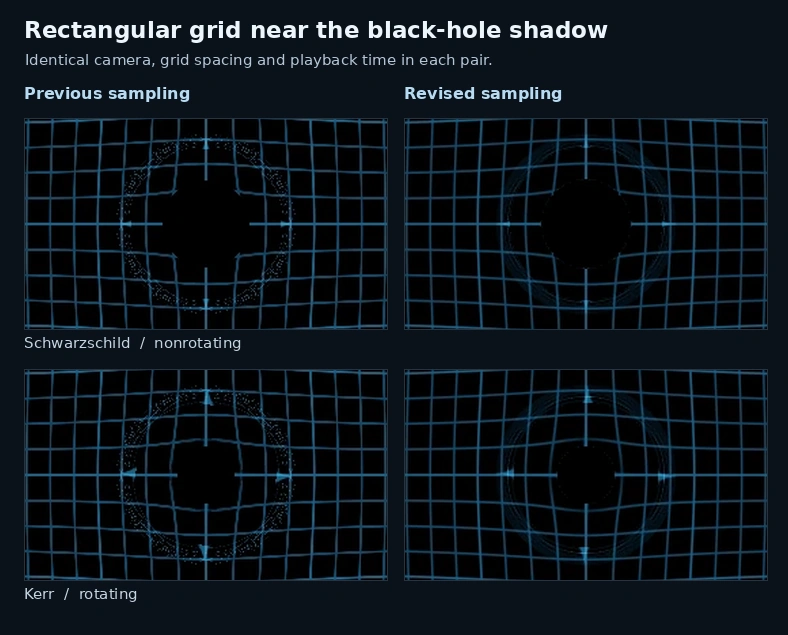 Rectangular grid near the black-hole shadow
Identical camera, grid spacing and playback time in each pair.
Previous sampling
Revised sampling
Schwarzschild / nonrotating
Kerr / rotating